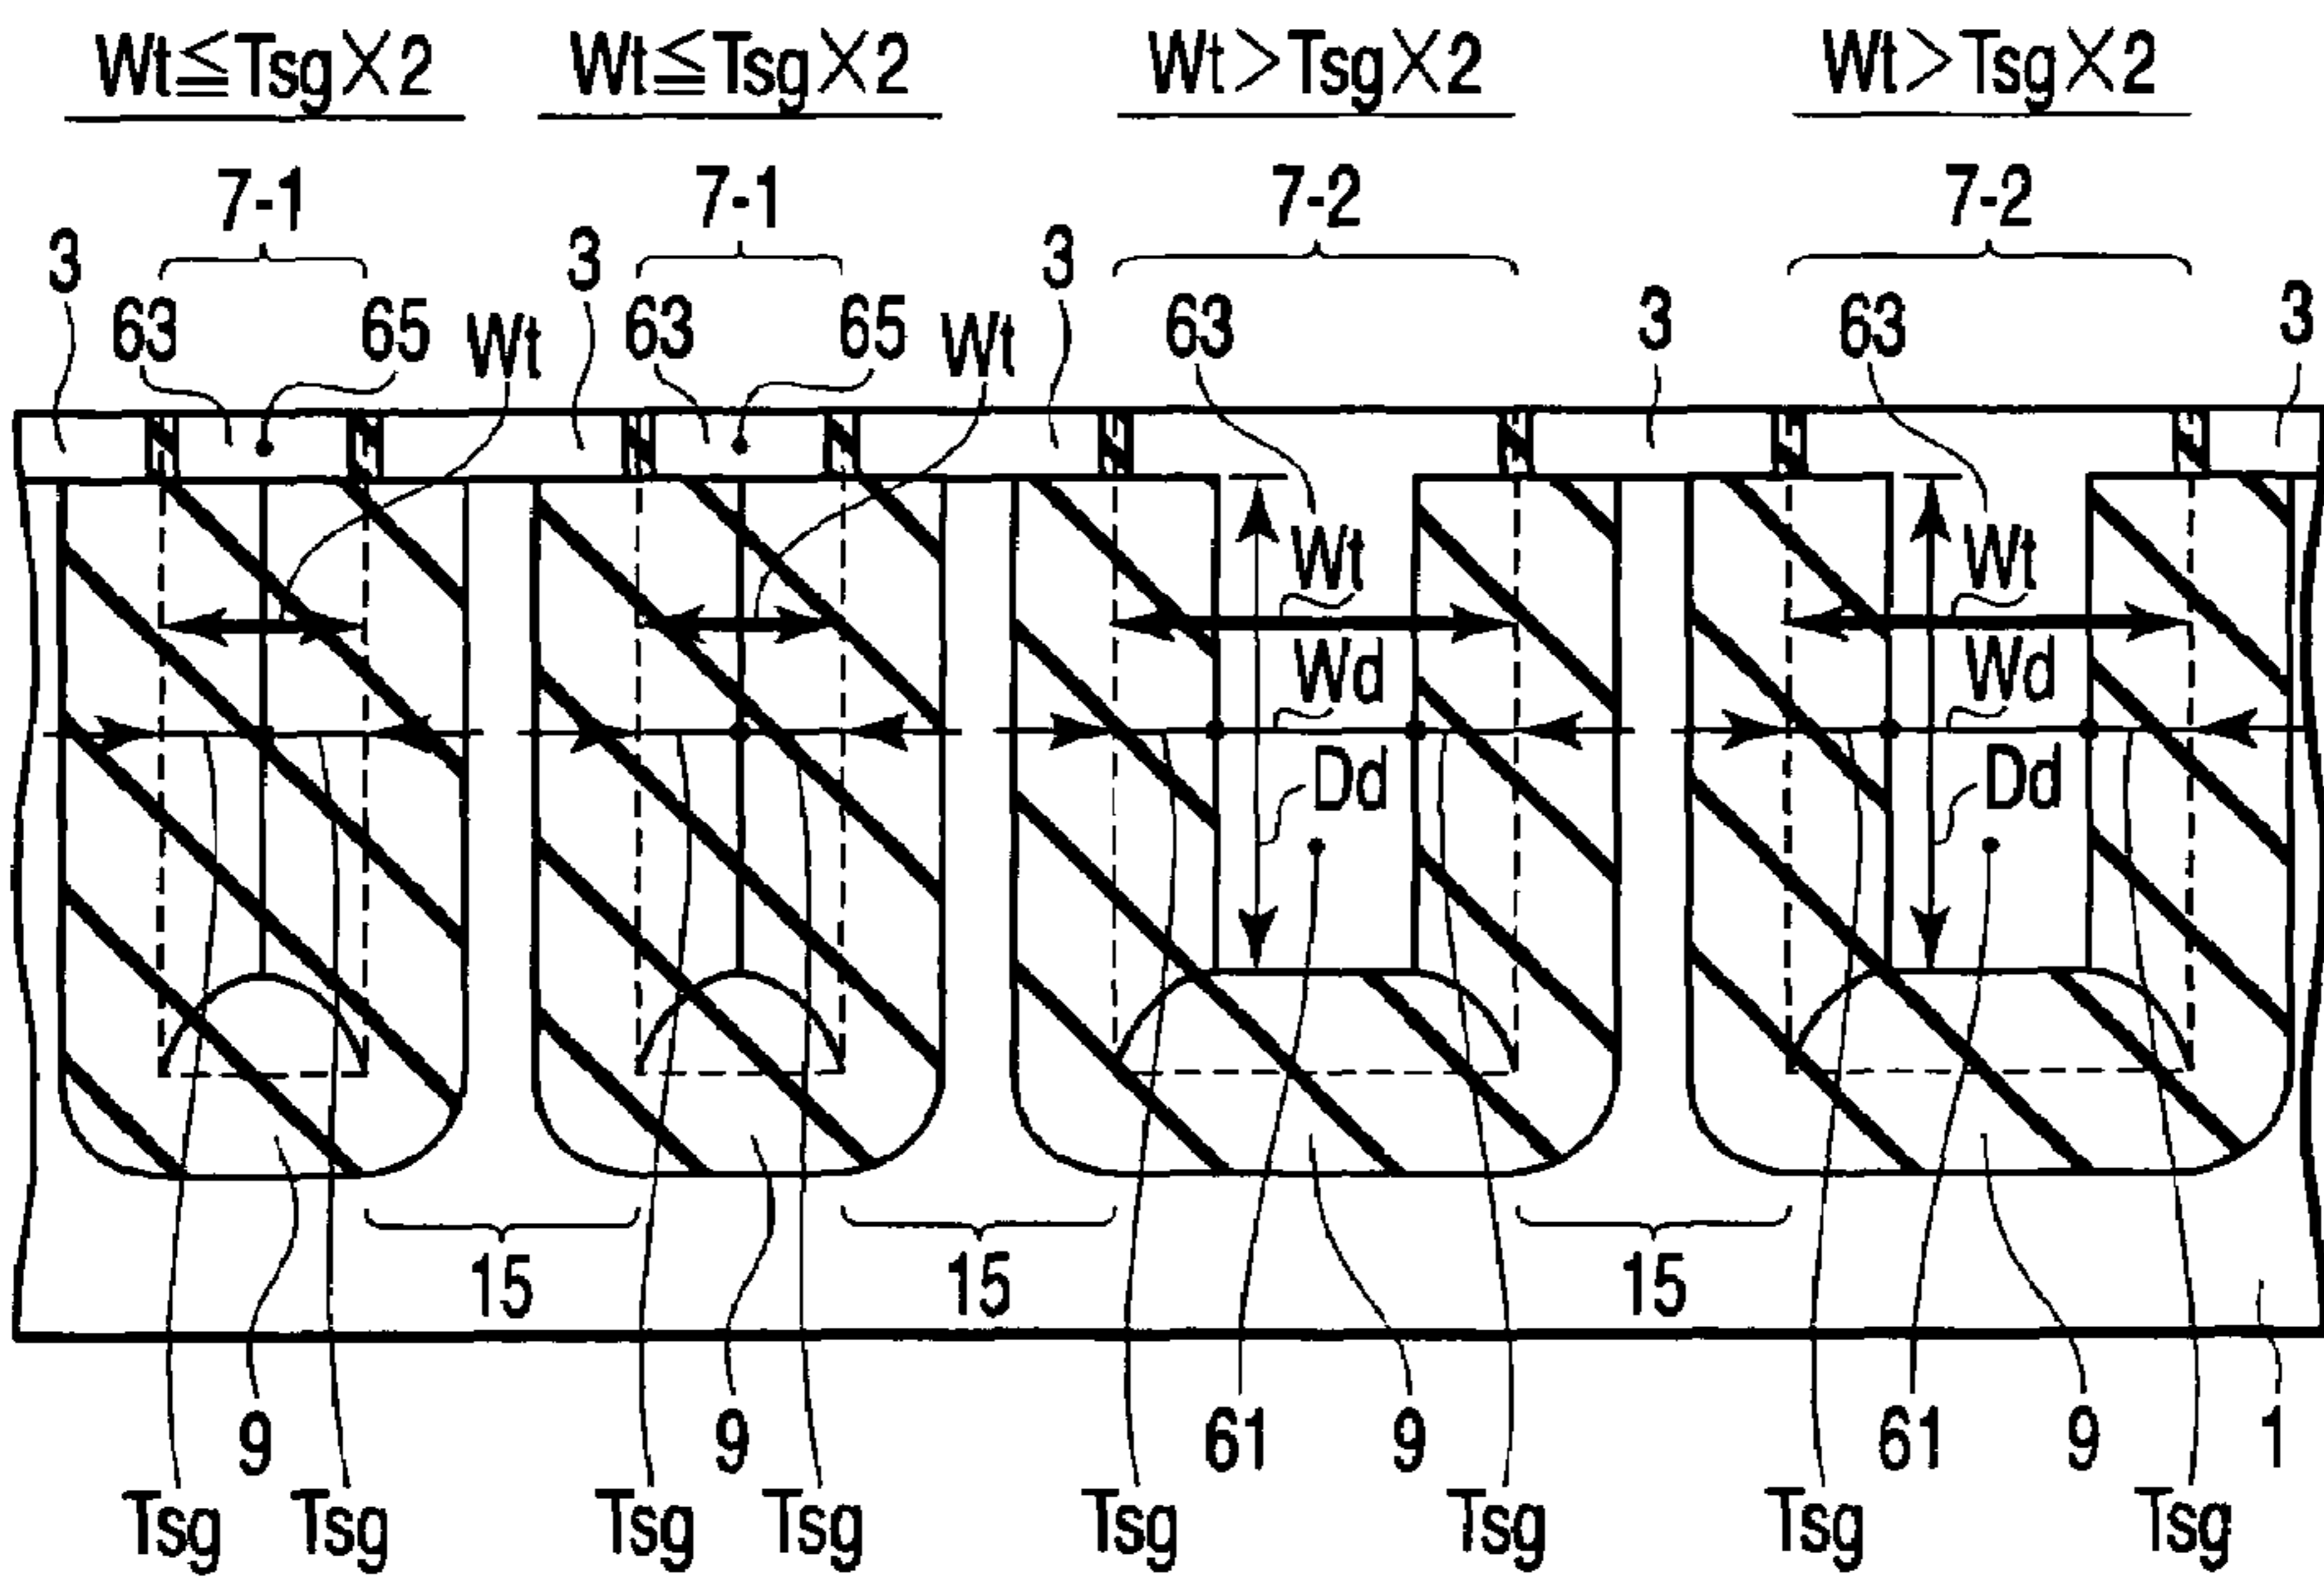 Wt≦Tsg×2 Wt≦Tsg×2 Wt>Tsg×2 Wt>Tsg×2
7-1 7-1 7-2 7-2
3 3 3 3 3
63 65 Wt 63 65 Wt 63 63
Wt Wt
Wd Wd
Dd Dd
15 15 15
9 9 61 9 61 9 1
Tsg Tsg Tsg Tsg Tsg Tsg Tsg Tsg